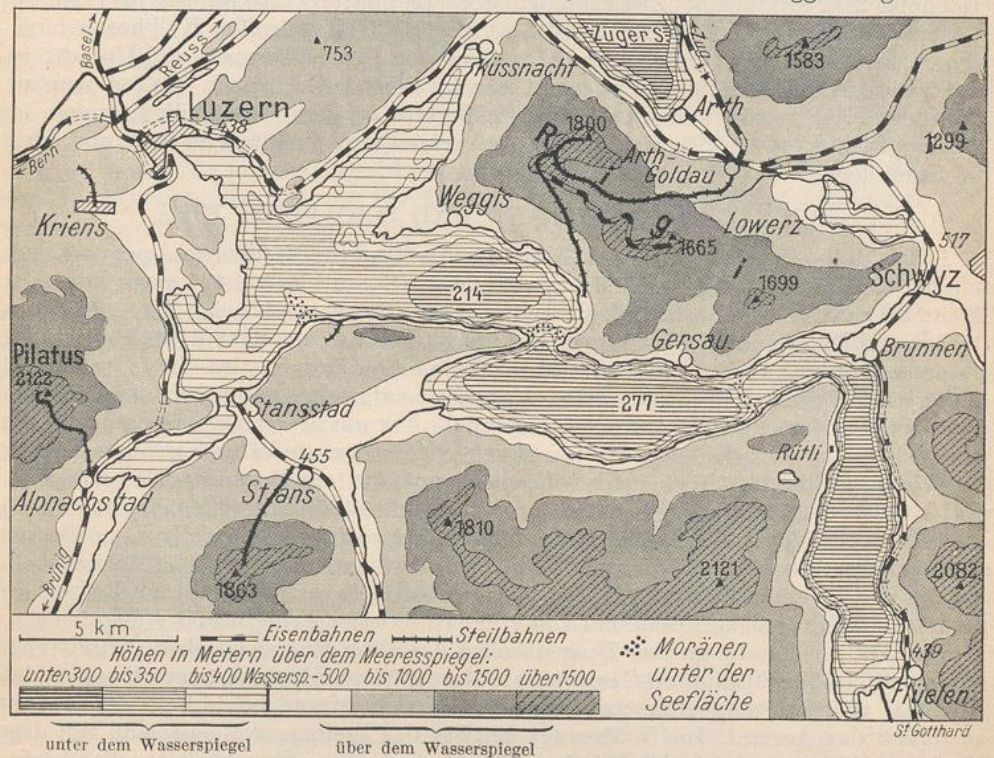 Zuger S.
Zug
Basel
Reuss
753
1583
Küssnacht
Arth
Luzern
438
R
1800
1299
Bern
Arth-
Goldau
i
Kriens
Weggis
Lowerz
g
1665
517
i
1699
Schwyz
214
Pilatus
2122
Gersau
Brunnen
277
Stansstad
Rütli
455
Stans
Alpnachstad
1810
2121
2082
1863
Brünig
439
Flüelen
St Gotthard
5 km
Eisenbahnen
Steilbahnen
Höhen in Metern über dem Meeresspiegel:
unter 300 bis 350 bis 400 Wassersp.-500 bis 1000 bis 1500 über 1500
Moränen
unter der
Seefläche
unter dem Wasserspiegel
über dem Wasserspiegel